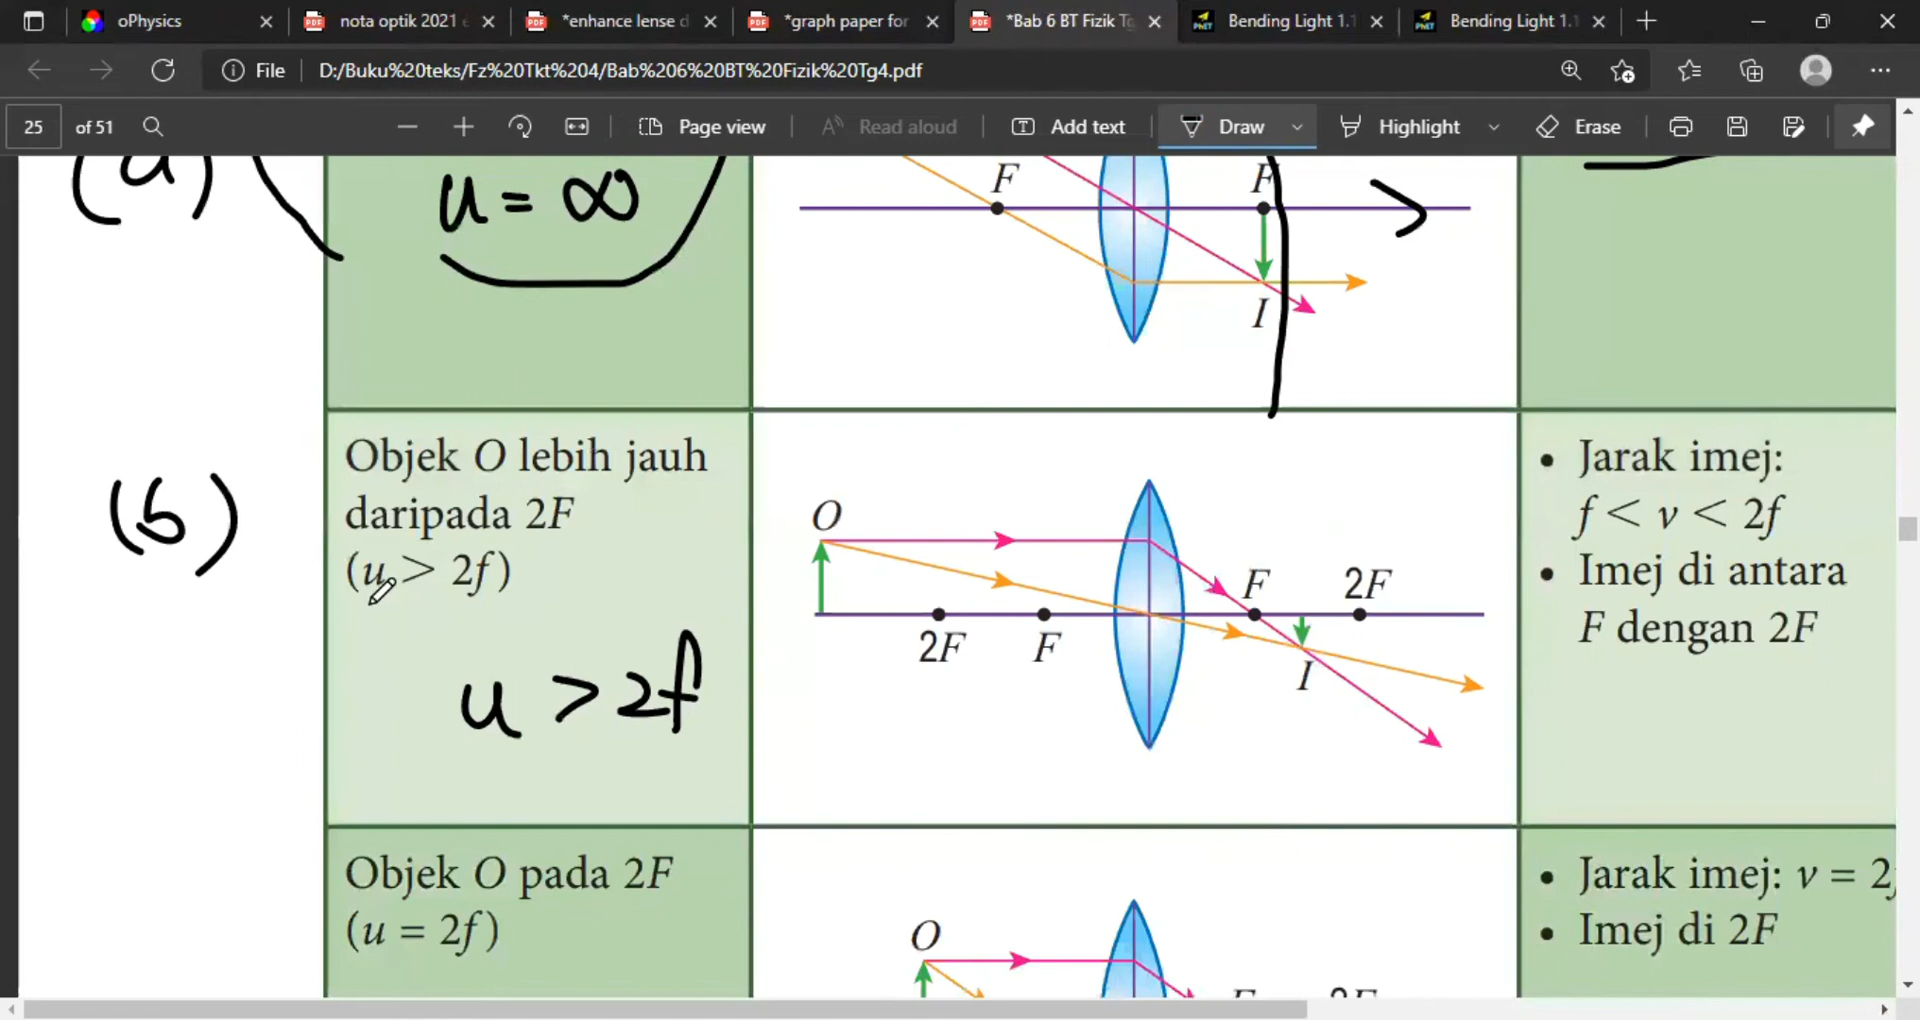 oPhysics
nota optik 2021
*enhance lense d
*graph paper for
*Bab 6 BT Fizik Tg
Bending Light 1.1
Bending Light 1.1
File
D:/Buku%20teks/Fz%20Tkt%204/Bab%206%20BT%20Fizik%20Tg4.pdf
25 of 51
Page view
Read aloud
Add text
Draw
Highlight
Erase
(a)
u = ∞
F
F
I
>
(b)
Objek O lebih jauh
daripada 2F
(u > 2f)
u > 2f
O
F
2F
2F
F
I
• Jarak imej:
f < v < 2f
• Imej di antara
F dengan 2F
Objek O pada 2F
(u = 2f)
O
• Jarak imej: v = 2f
• Imej di 2F